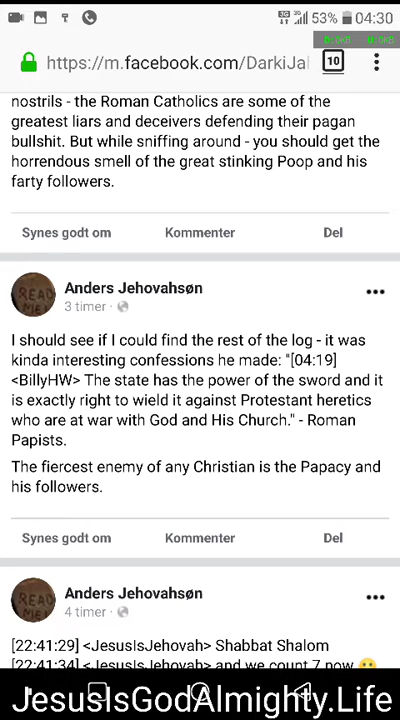 53% 04:30
https://m.facebook.com/DarkiJal
10
nostrils - the Roman Catholics are some of the
greatest liars and deceivers defending their pagan
bullshit. But while sniffing around - you should get the
horrendous smell of the great stinking Poop and his
farty followers.
Synes godt om Kommenter Del
READ ME!
Anders Jehovahsøn
3 timer ·
I should see if I could find the rest of the log - it was
kinda interesting confessions he made: "[04:19]
<BillyHW> The state has the power of the sword and it
is exactly right to wield it against Protestant heretics
who are at war with God and His Church." - Roman
Papists.
The fiercest enemy of any Christian is the Papacy and
his followers.
Synes godt om Kommenter Del
READ ME!
Anders Jehovahsøn
4 timer ·
[22:41:29] <JesusIsJehovah> Shabbat Shalom
[22:41:34] <JesusIsJehovah> and we count 7 now
JesusIsGodAlmighty.Life